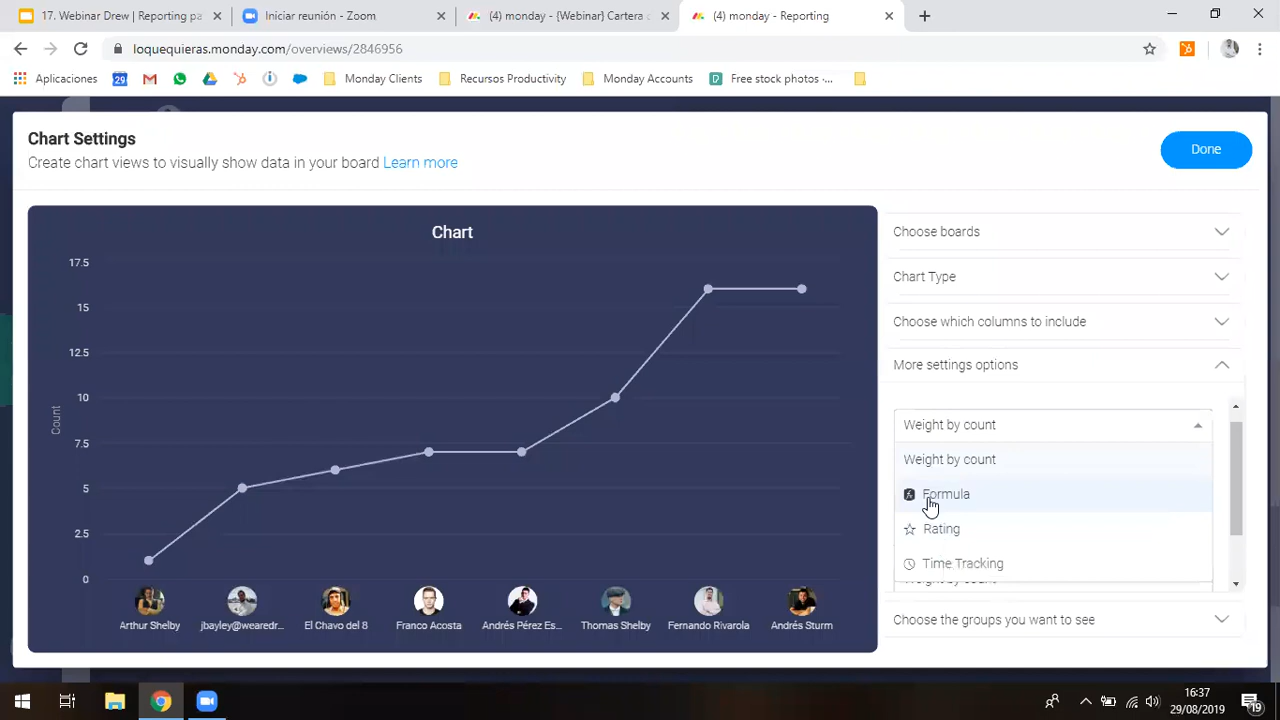 17. Webinar Drew | Reporting pa
Iniciar reunión - Zoom
(4) monday - {Webinar} Cartera
(4) monday - Reporting
loquequieras.monday.com/overviews/2846956
Aplicaciones
29
Monday Clients
Recursos Productivity
Monday Accounts
Free stock photos ·...
Chart Settings
Create chart views to visually show data in your board Learn more
Done
Chart
17.5
15
12.5
10
7.5
5
2.5
0
Count
Arthur Shelby
jbayley@wearedr...
El Chavo del 8
Franco Acosta
Andrés Pérez Es...
Thomas Shelby
Fernando Rivarola
Andrés Sturm
Choose boards
Chart Type
Choose which columns to include
More settings options
Weight by count
Weight by count
Formula
Rating
Time Tracking
Choose the groups you want to see
16:37
29/08/2019
19